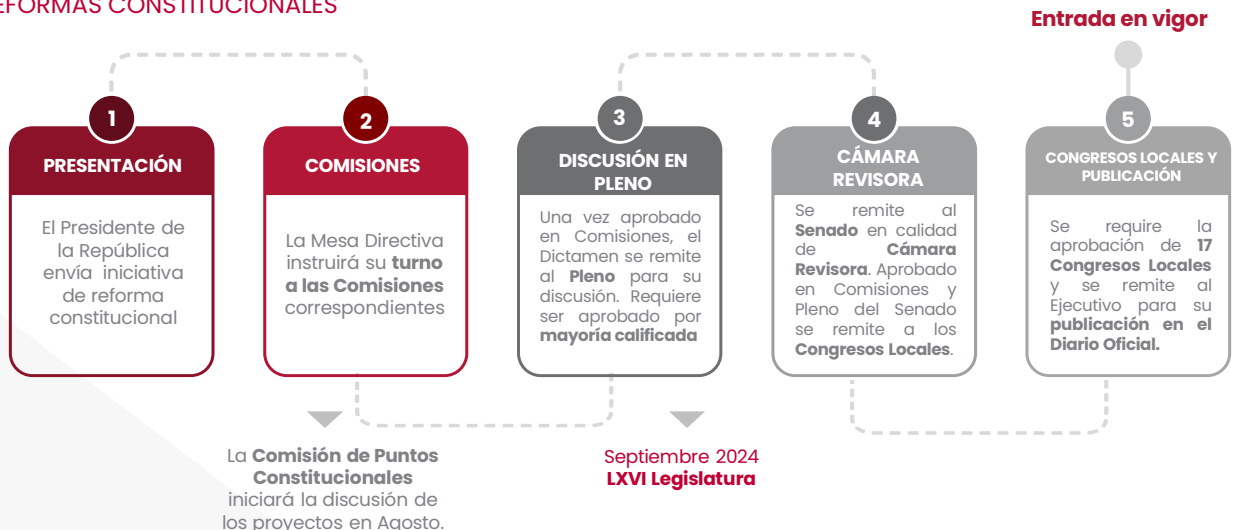 EFORMAS CONSTITUCIONALES
Entrada en vigor
1
PRESENTACIÓN
El Presidente de
la República
envía iniciativa
de reforma
constitucional
2
COMISIONES
La Mesa Directiva
instruirá su turno
a las Comisiones
correspondientes
3
DISCUSIÓN EN
PLENO
Una vez aprobado
en Comisiones, el
Dictamen se remite
al Pleno para su
discusión. Requiere
ser aprobado por
mayoría calificada
4
CÁMARA
REVISORA
Se remite al
Senado en calidad
de Cámara
Revisora. Aprobado
en Comisiones y
Pleno del Senado
se remite a los
Congresos Locales.
5
CONGRESOS LOCALES Y
PUBLICACIÓN
Se require la
aprobación de 17
Congresos Locales
y se remite al
Ejecutivo para su
publicación en el
Diario Oficial.
La Comisión de Puntos
Constitucionales
iniciará la discusión de
los proyectos en Agosto.
Septiembre 2024
LXVI Legislatura